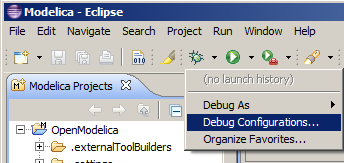 Modelica - Eclipse
File Edit Navigate Search Project Run Window Help
Modelica Projects
(no launch history)
Debug As
Debug Configurations...
Organize Favorites...
OpenModelica
.externalToolBuilders
.settings